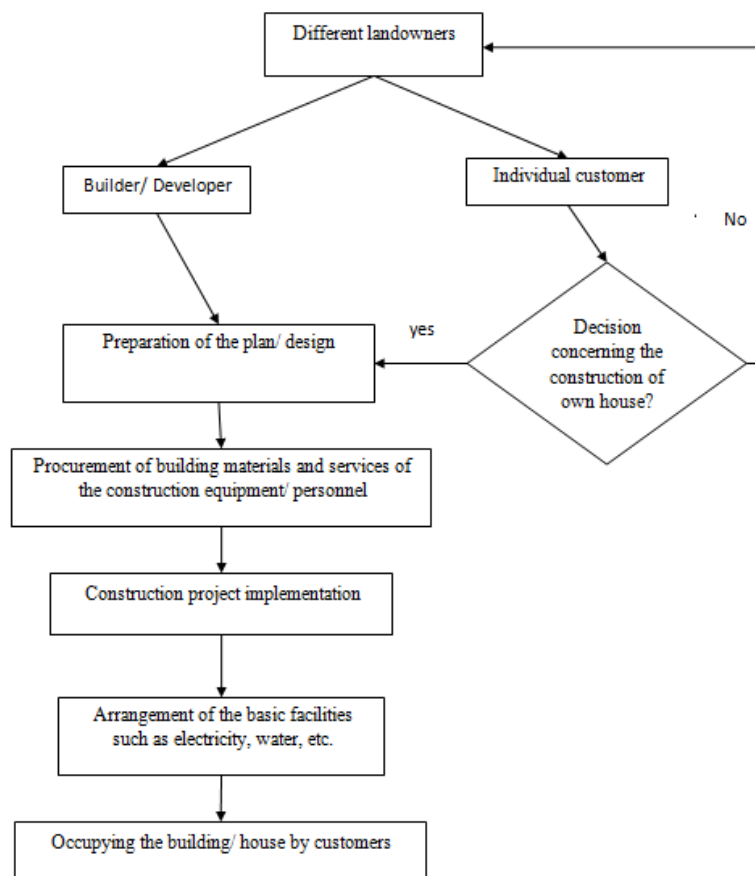 Different landowners
Builder/ Developer
Individual customer
No
yes
Preparation of the plan/ design
Decision
concerning the
construction of
own house?
Procurement of building materials and services of
the construction equipment/ personnel
Construction project implementation
Arrangement of the basic facilities
such as electricity, water, etc.
Occupying the building/ house by customers